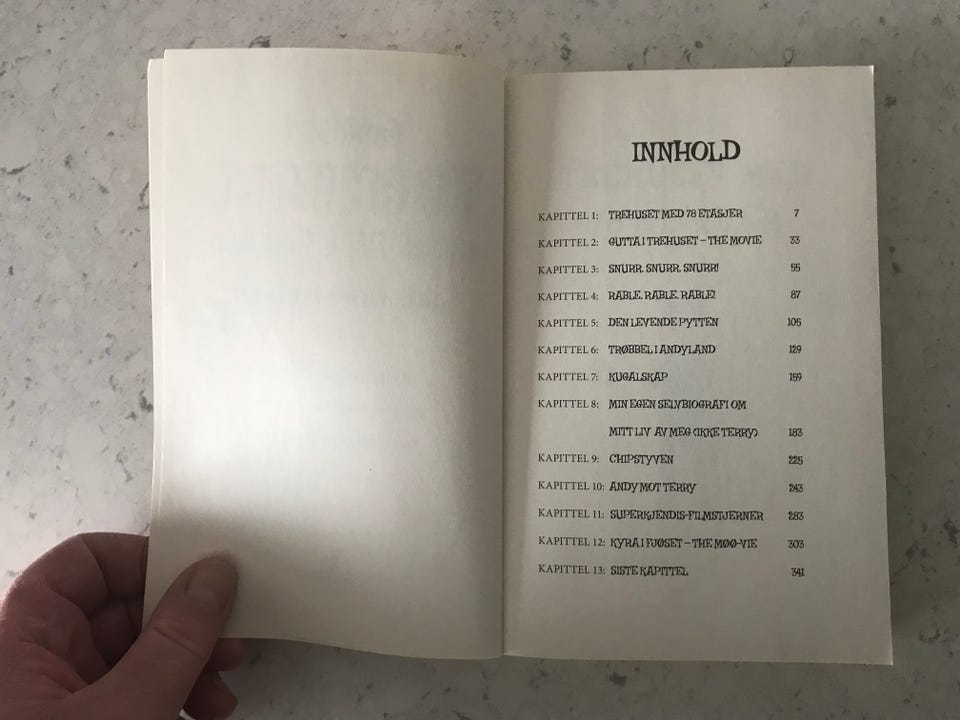 INNHOLD
KAPITTEL 1: TREHUSET MED 78 ETASJER 7
KAPITTEL 2: GUTTA I TREHUSET – THE MOVIE 33
KAPITTEL 3: SNURR, SNURR, SNURR! 55
KAPITTEL 4: RABLE, RABLE, RABLE! 87
KAPITTEL 5: DEN LEVENDE PYTTEN 105
KAPITTEL 6: TRØBBEL I ANDYLAND 129
KAPITTEL 7: KUGALSKAP 159
KAPITTEL 8: MIN EGEN SELVBIOGRAFI OM
MITT LIV AV MEG (IKKE TERRY) 183
KAPITTEL 9: CHIPSTYVEN 225
KAPITTEL 10: ANDY MOT TERRY 243
KAPITTEL 11: SUPERKJENDIS-FILMSTJERNER 283
KAPITTEL 12: KYRA I FJØSET – THE MØØ-VIE 303
KAPITTEL 13: SISTE KAPITTEL 341